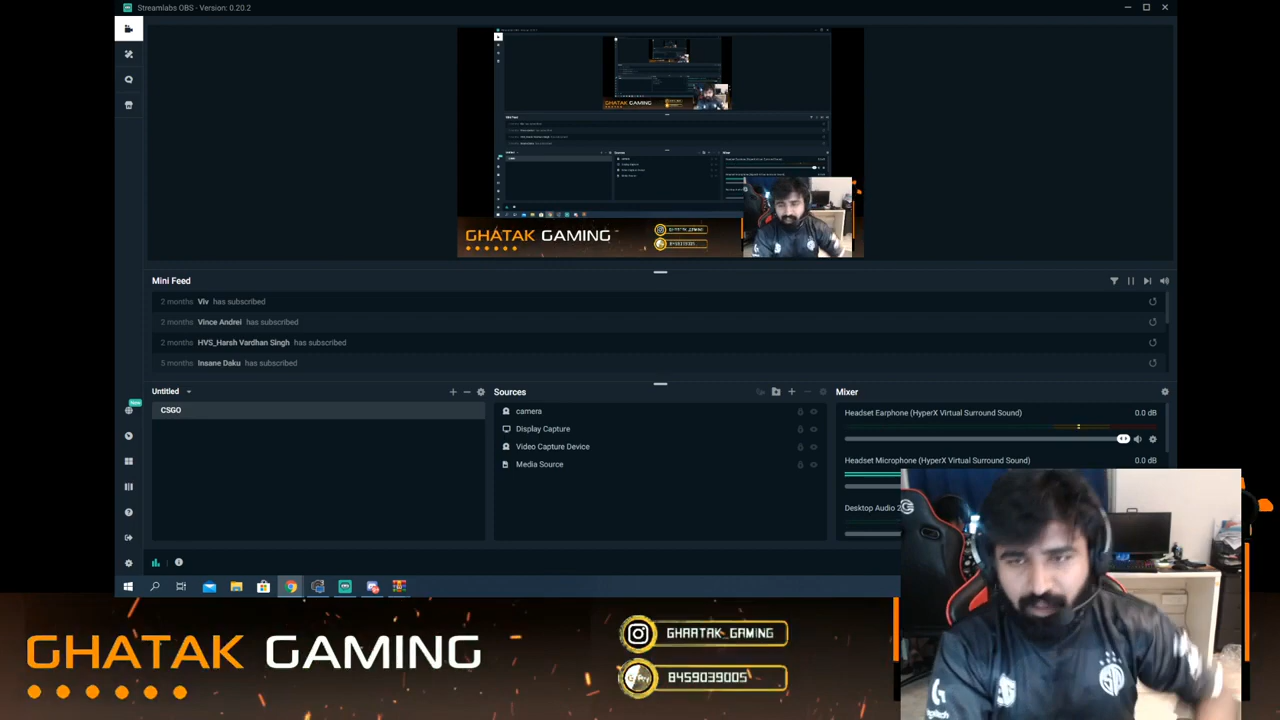 Streamlabs OBS - Version: 0.20.2
GHATAK GAMING
Mini Feed
2 months Viv has subscribed
2 months Vince Andrei has subscribed
2 months HVS_Harsh Vardhan Singh has subscribed
5 months Insane Daku has subscribed
Untitled
Sources
Mixer
New
CSGO
camera
Display Capture
Video Capture Device
Media Source
Headset Earphone (HyperX Virtual Surround Sound) 0.0 dB
Headset Microphone (HyperX Virtual Surround Sound) 0.0 dB
Desktop Audio 2
GHATAK GAMING
GHAATAK_GAMING
8459039005